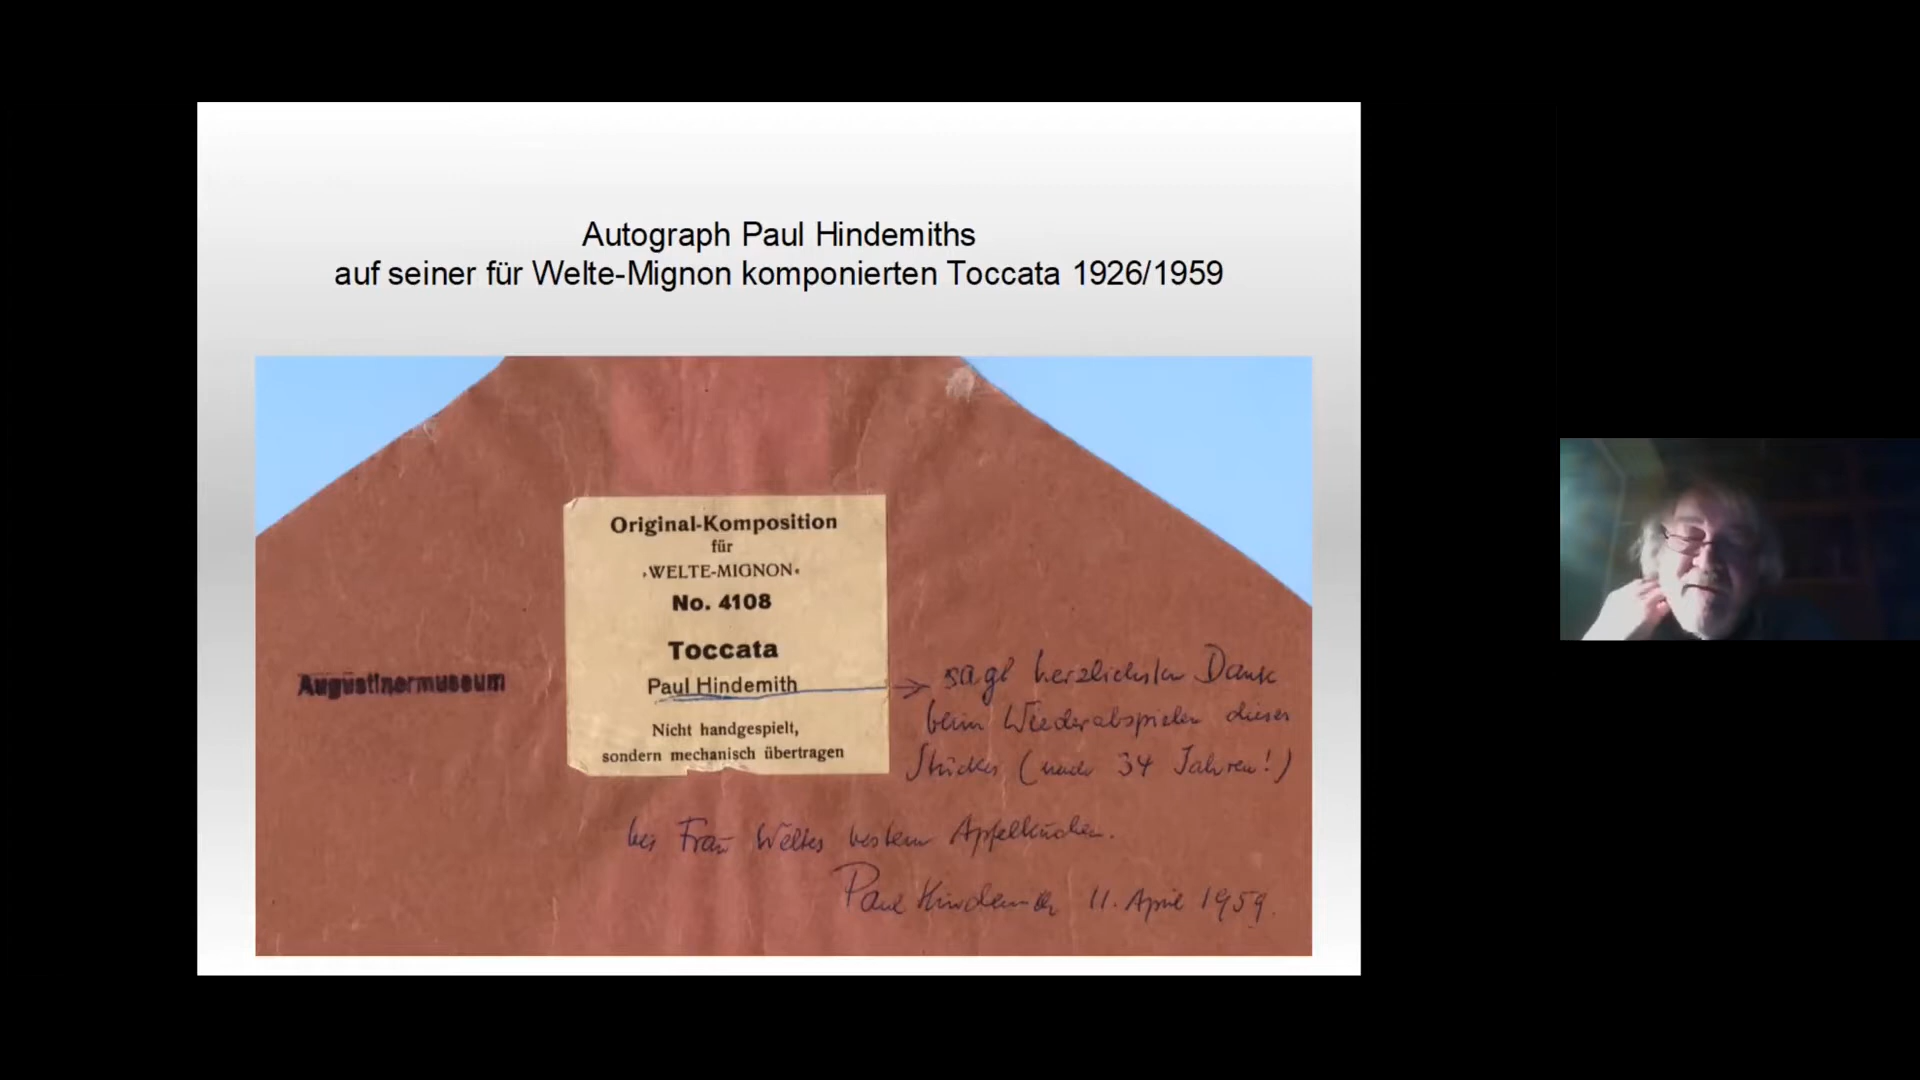 Autograph Paul Hindemiths
auf seiner für Welte-Mignon komponierten Toccata 1926/1959
Original-Komposition
für
»WELTE-MIGNON«
No. 4108
Toccata
Paul Hindemith
Nicht handgespielt,
sondern mechanisch übertragen
Augustinermuseum
sagt herzlichsten Dank
beim Wiederabspielen dieses
Stückes (nach 34 Jahren!)
bei Frau Weltes bestem Apfelkuchen.
Paul Hindemith 11. April 1959.